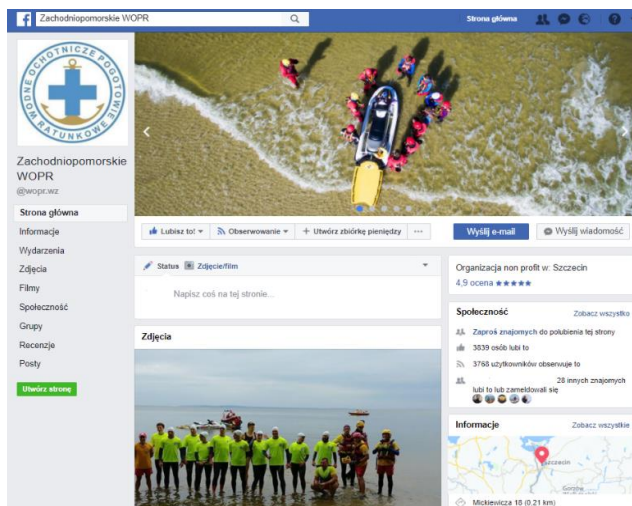 Zachodniopomorskie WOPR
Strona główna
WODNE OCHOTNICZE POGOTOWIE RATUNKOWE
Zachodniopomorskie
WOPR
@wopr.wz
Strona główna
Informacje
Wydarzenia
Zdjęcia
Filmy
Społeczność
Grupy
Recenzje
Posty
Utwórz stronę
Lubisz to!
Obserwowanie
+ Utwórz zbiórkę pieniędzy
Wyślij e-mail
Wyślij wiadomość
Status
Zdjęcie/film
Napisz coś na tej stronie...
Zdjęcia
Organizacja non profit w: Szczecin
4,9 ocena ★★★★★
Społeczność
Zobacz wszystko
Zaproś znajomych do polubienia tej strony
3839 osób lubi to
3768 użytkowników obserwuje to
28 innych znajomych
lubi to lub zameldowali się
Informacje
Zobacz wszystkie
Szczecin
Gorzów
Mickiewicza 18 (0,21 km)